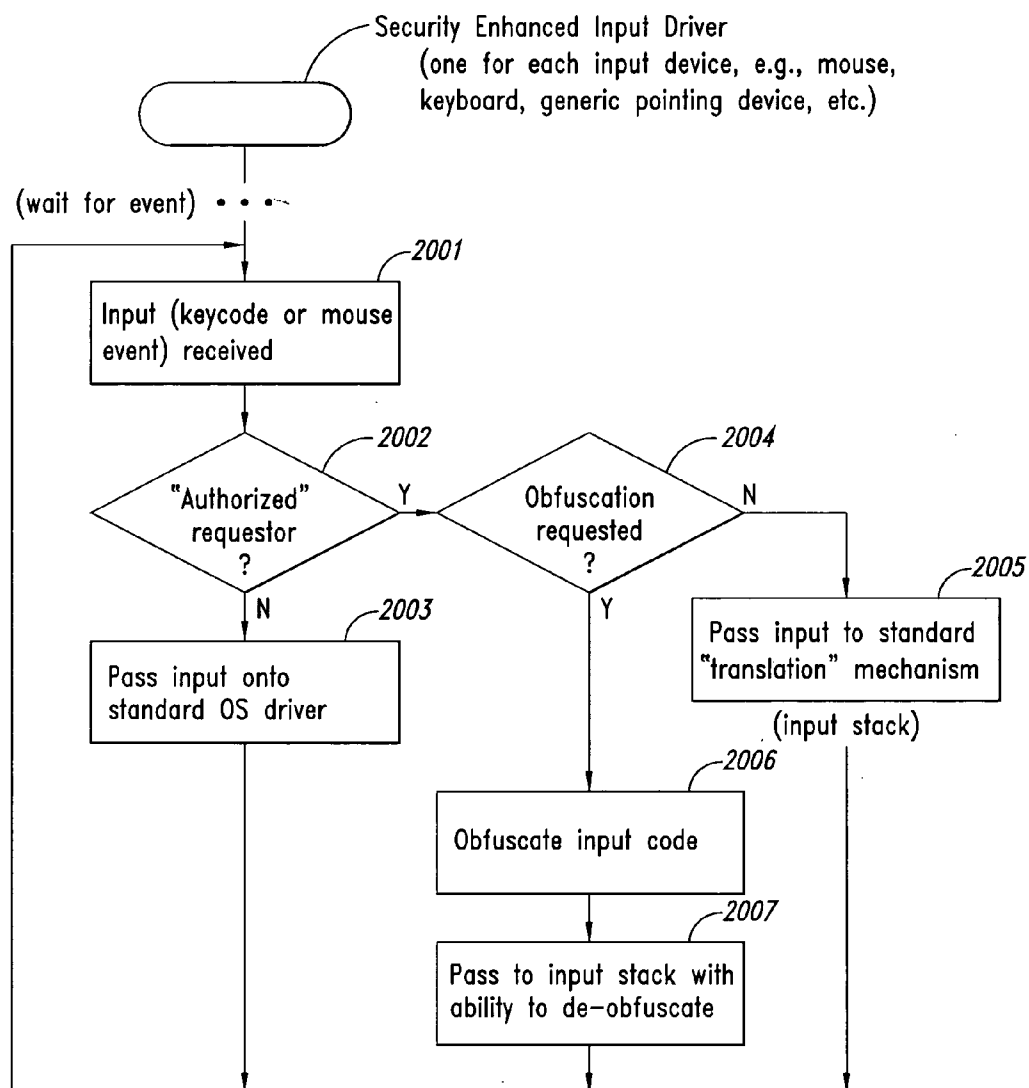 Security Enhanced Input Driver
(one for each input device, e.g., mouse,
keyboard, generic pointing device, etc.)
(wait for event) • • •
2001
Input (keycode or mouse
event) received
2002
"Authorized"
requestor
?
Y
N
2004
Obfuscation
requested
?
N
Y
2003
Pass input onto
standard OS driver
2005
Pass input to standard
"translation" mechanism
(input stack)
2006
Obfuscate input code
2007
Pass to input stack with
ability to de-obfuscate